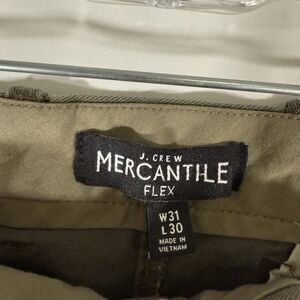 J.CREW
MERCANTILE
FLEX
W31
L30
MADE IN
VIETNAM